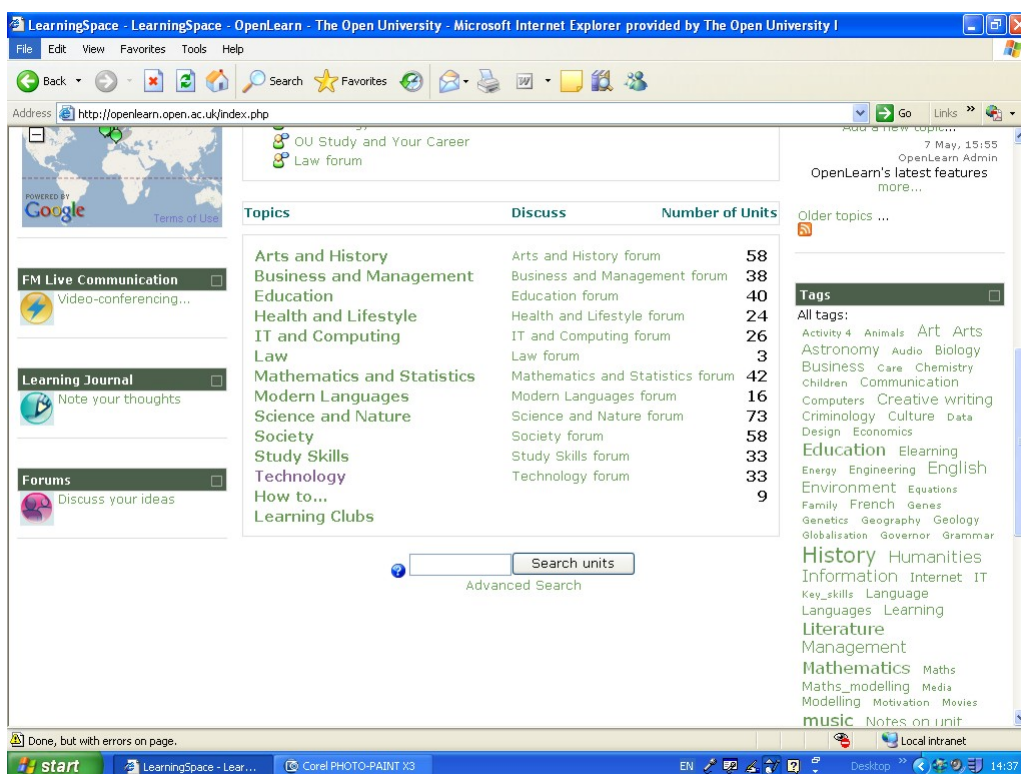 LearningSpace - LearningSpace - OpenLearn - The Open University - Microsoft Internet Explorer provided by The Open University I
File Edit View Favorites Tools Help
Back Search Favorites
Address http://openlearn.open.ac.uk/index.php Go Links
POWERED BY
Google
Terms of Use
FM Live Communication
Video-conferencing...
Learning Journal
Note your thoughts
Forums
Discuss your ideas
OU Study and Your Career
Law forum
Topics Discuss Number of Units
Arts and History Arts and History forum 58
Business and Management Business and Management forum 38
Education Education forum 40
Health and Lifestyle Health and Lifestyle forum 24
IT and Computing IT and Computing forum 26
Law Law forum 3
Mathematics and Statistics Mathematics and Statistics forum 42
Modern Languages Modern Languages forum 16
Science and Nature Science and Nature forum 73
Society Society forum 58
Study Skills Study Skills forum 33
Technology Technology forum 33
How to... 9
Learning Clubs
Search units
Advanced Search
Add a new topic...
7 May, 15:55
OpenLearn Admin
OpenLearn's latest features
more...
Older topics ...
Tags
All tags:
Activity 4 Animals Art Arts
Astronomy Audio Biology
Business Care Chemistry
Children Communication
Computers Creative writing
Criminology Culture Data
Design Economics
Education Elearning
Energy Engineering English
Environment Equations
Family French Genes
Genetics Geography Geology
Globalisation Governor Grammar
History Humanities
Information Internet IT
Key_skills Language
Languages Learning
Literature
Management
Mathematics Maths
Maths_modelling Media
Modelling Motivation Movies
music Notes on unit
Done, but with errors on page. Local intranet
start LearningSpace - Lear... Corel PHOTO-PAINT X3 EN Desktop 14:37